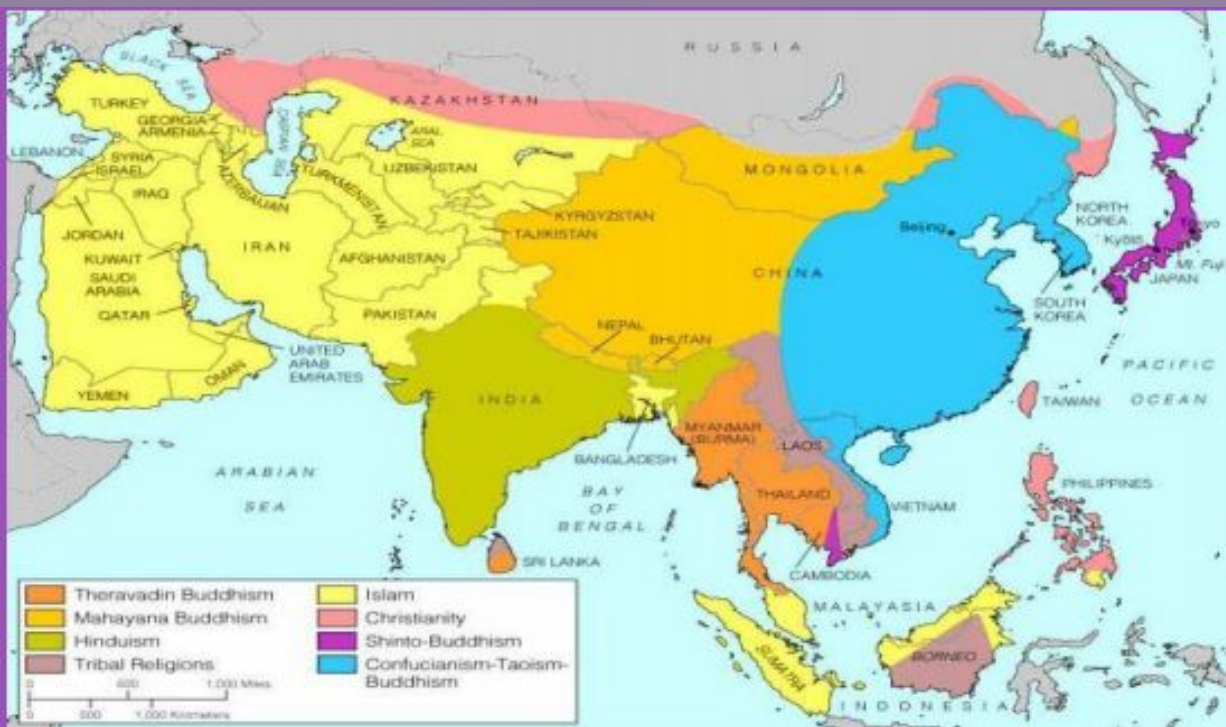 RUSSIA
BLACK SEA
KAZAKHSTAN
TURKEY
GEORGIA
ARMENIA
CASPIAN SEA
ARAL
SEA
MONGOLIA
LEBANON
SYRIA
ISRAEL
AZERBAIJAN
TURKMENISTAN
UZBEKISTAN
IRAQ
KYRGYZSTAN
NORTH
KOREA
TAJIKISTAN
Beijing
Kyōto
Tokyo
JORDAN
IRAN
KUWAIT
AFGHANISTAN
CHINA
Mt. Fuji
JAPAN
SAUDI
ARABIA
SOUTH
KOREA
QATAR
PAKISTAN
NEPAL
BHUTAN
UNITED
ARAB
EMIRATES
OMAN
YEMEN
INDIA
PACIFIC
OCEAN
TAIWAN
MYANMAR
(BURMA)
LAOS
BANGLADESH
ARABIAN
SEA
BAY
OF
BENGAL
THAILAND
VIETNAM
PHILIPPINES
SRI LANKA
CAMBODIA
MALAYASIA
BORNEO
SUMATRA
INDONESIA
Theravadin Buddhism
Mahayana Buddhism
Hinduism
Tribal Religions
Islam
Christianity
Shinto-Buddhism
Confucianism-Taoism-
Buddhism
0 500 1,000 Miles
0 500 1,000 Kilometers